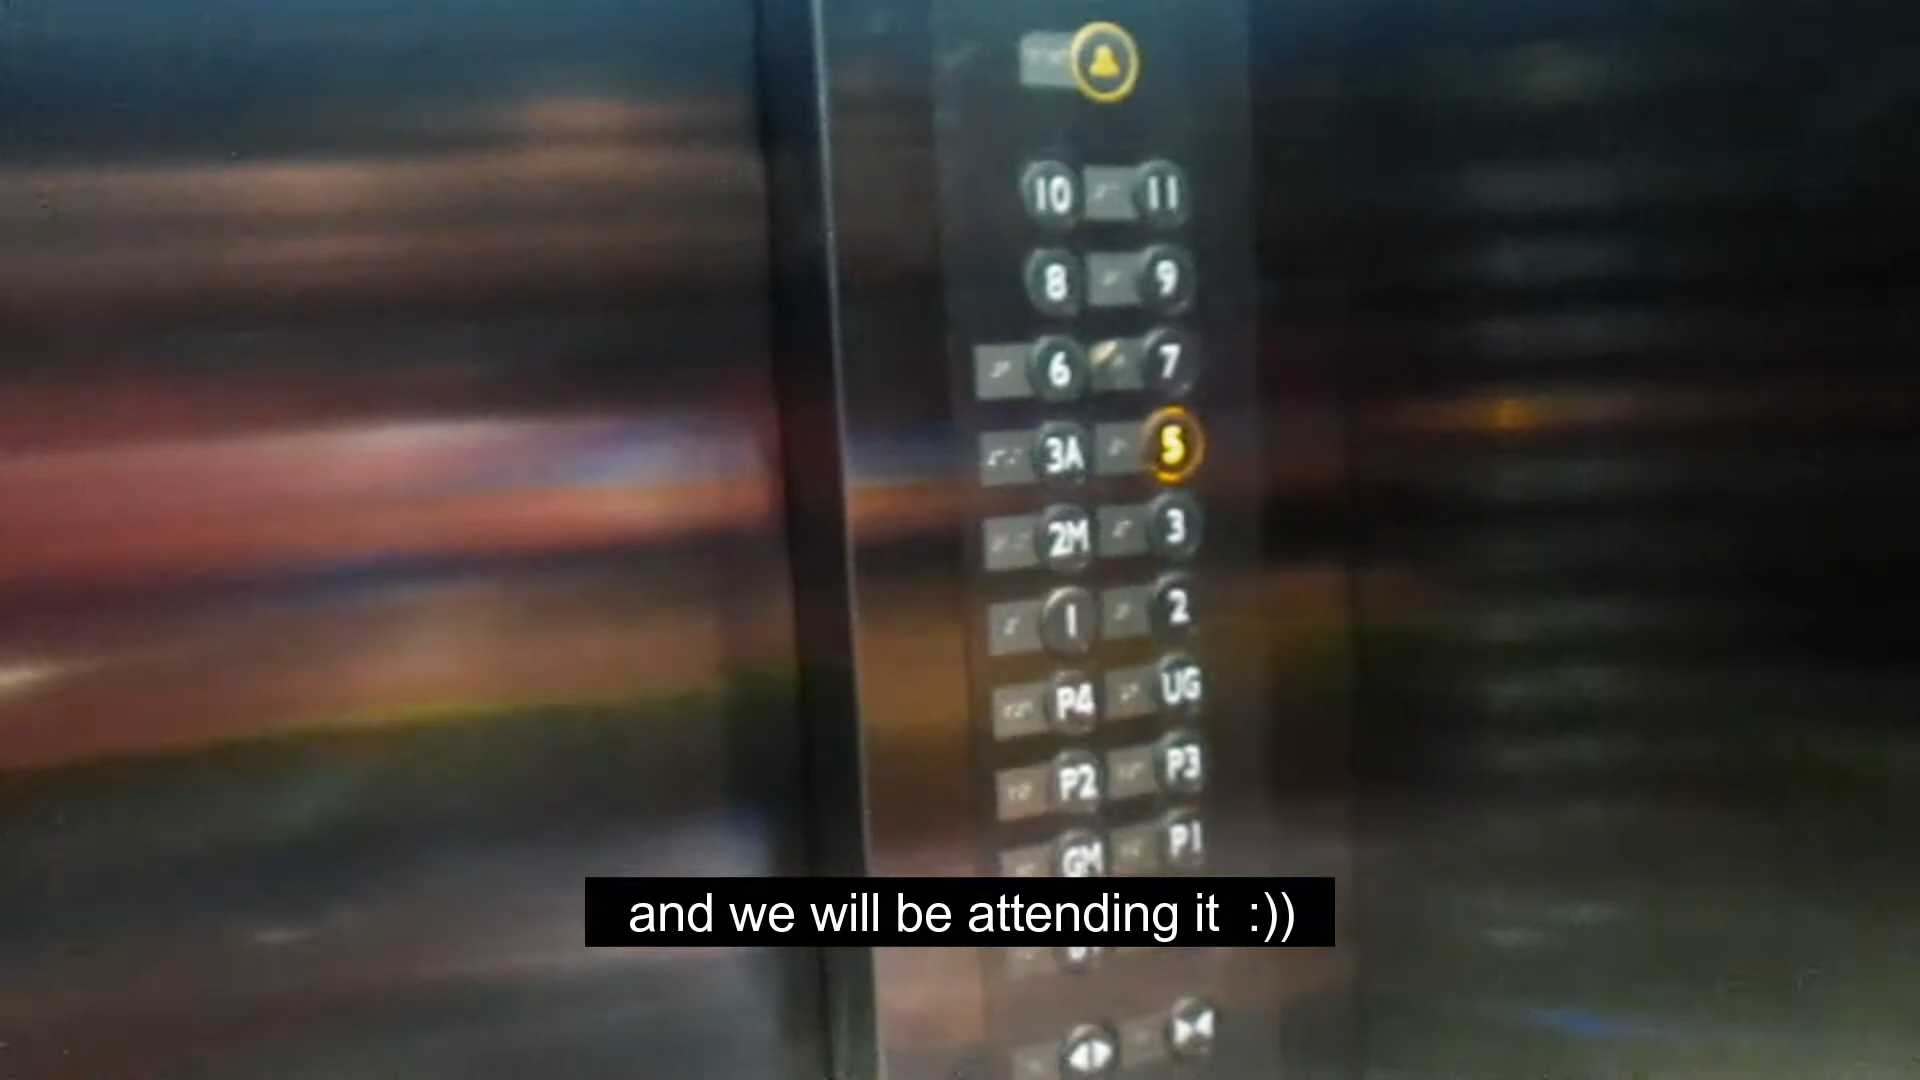 10 11
8 9
6 7
3A 5
2M 3
1 2
P4 UG
P2 P3
GM P1
and we will be attending it :))